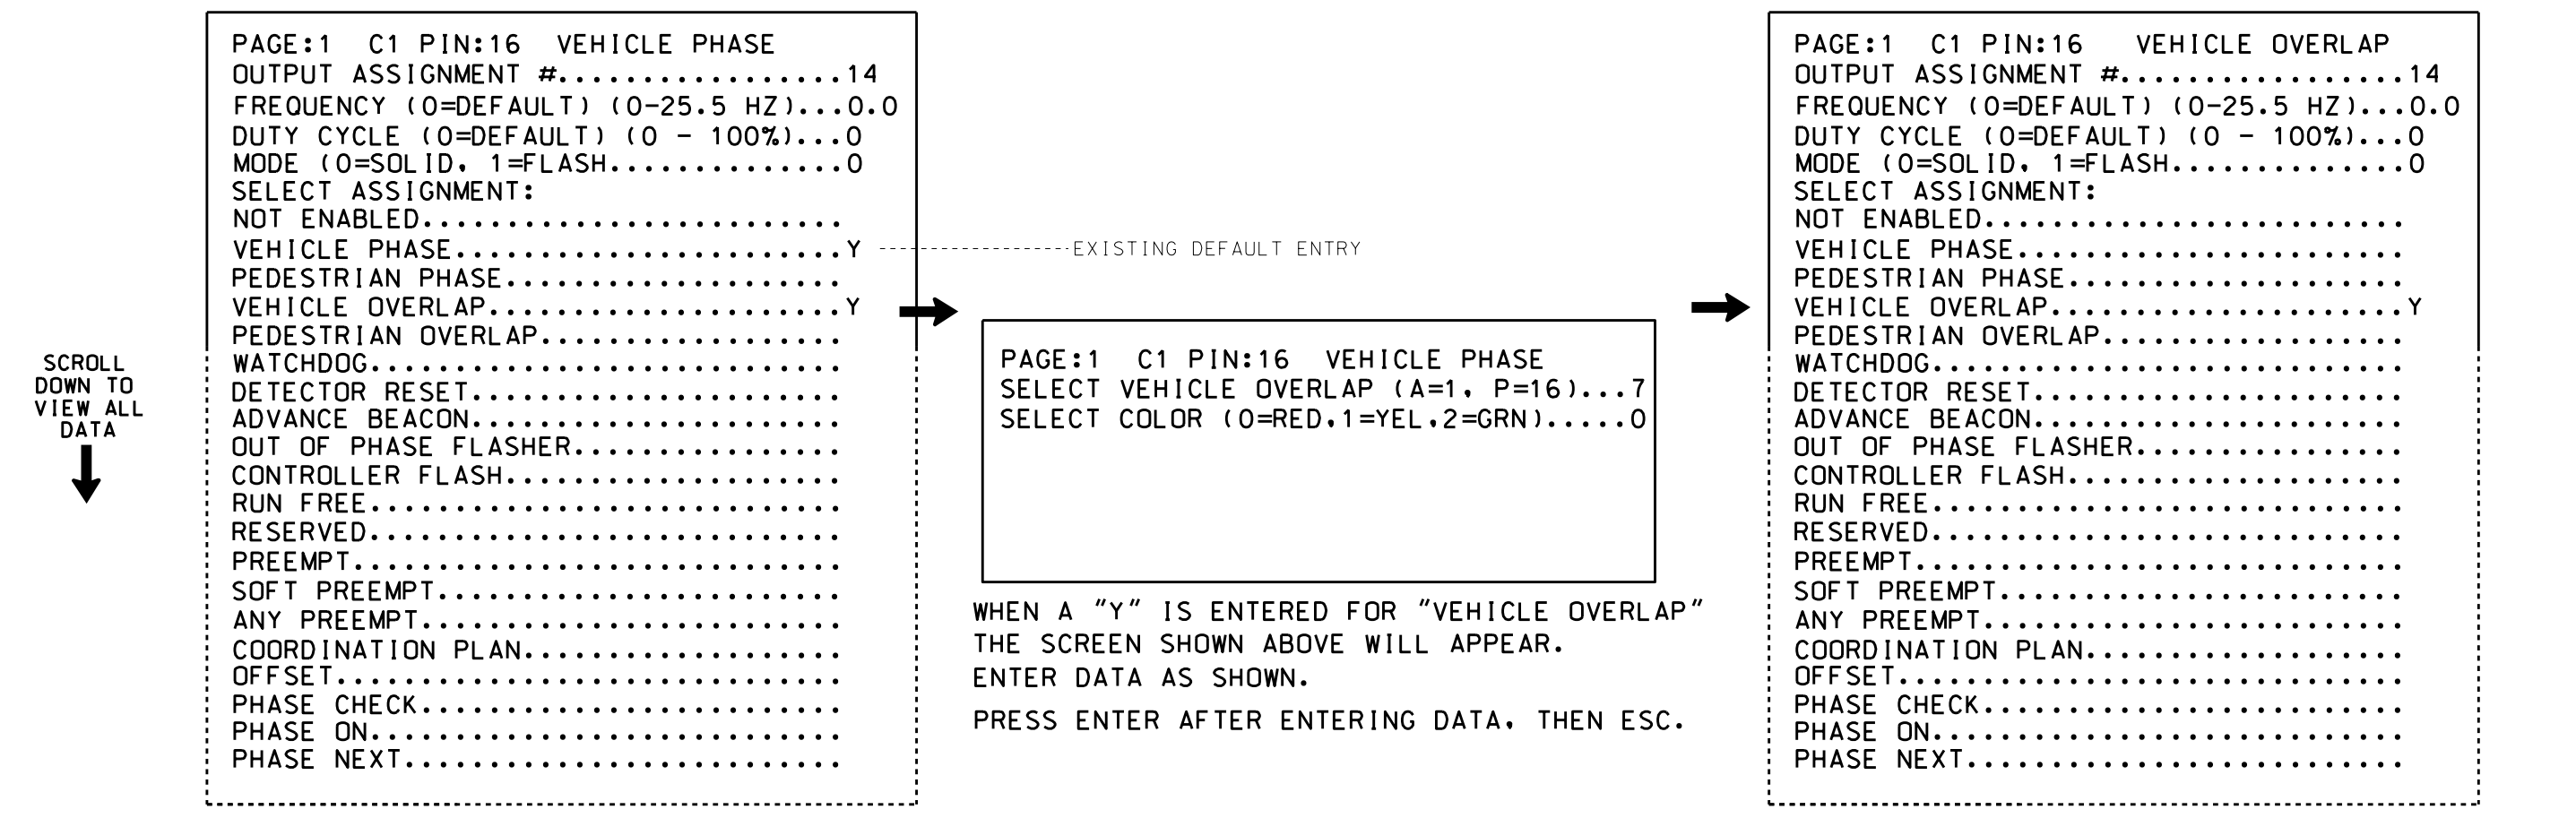 SCROLL
DOWN TO
VIEW ALL
DATA
PAGE:1 C1 PIN:16 VEHICLE PHASE
OUTPUT ASSIGNMENT #.................14
FREQUENCY (0=DEFAULT) (0-25.5 HZ)...0.0
DUTY CYCLE (0=DEFAULT) (0 - 100%)...0
MODE (0=SOLID, 1=FLASH..............0
SELECT ASSIGNMENT:
NOT ENABLED.........................
VEHICLE PHASE.......................Y
PEDESTRIAN PHASE....................
VEHICLE OVERLAP.....................Y
PEDESTRIAN OVERLAP..................
WATCHDOG............................
DETECTOR RESET......................
ADVANCE BEACON......................
OUT OF PHASE FLASHER................
CONTROLLER FLASH....................
RUN FREE............................
RESERVED............................
PREEMPT.............................
SOFT PREEMPT........................
ANY PREEMPT.........................
COORDINATION PLAN...................
OFFSET..............................
PHASE CHECK.........................
PHASE ON............................
PHASE NEXT..........................
EXISTING DEFAULT ENTRY
PAGE:1 C1 PIN:16 VEHICLE PHASE
SELECT VEHICLE OVERLAP (A=1, P=16)...7
SELECT COLOR (0=RED,1=YEL,2=GRN).....0
WHEN A "Y" IS ENTERED FOR "VEHICLE OVERLAP"
THE SCREEN SHOWN ABOVE WILL APPEAR.
ENTER DATA AS SHOWN.
PRESS ENTER AFTER ENTERING DATA, THEN ESC.
PAGE:1 C1 PIN:16 VEHICLE OVERLAP
OUTPUT ASSIGNMENT #.................14
FREQUENCY (0=DEFAULT) (0-25.5 HZ)...0.0
DUTY CYCLE (0=DEFAULT) (0 - 100%)...0
MODE (0=SOLID, 1=FLASH..............0
SELECT ASSIGNMENT:
NOT ENABLED.........................
VEHICLE PHASE.......................
PEDESTRIAN PHASE....................
VEHICLE OVERLAP.....................Y
PEDESTRIAN OVERLAP..................
WATCHDOG............................
DETECTOR RESET......................
ADVANCE BEACON......................
OUT OF PHASE FLASHER................
CONTROLLER FLASH....................
RUN FREE............................
RESERVED............................
PREEMPT.............................
SOFT PREEMPT........................
ANY PREEMPT.........................
COORDINATION PLAN...................
OFFSET..............................
PHASE CHECK.........................
PHASE ON............................
PHASE NEXT..........................